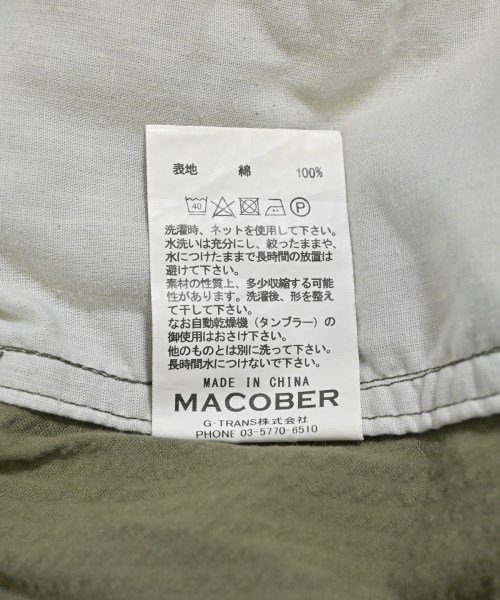 表地 綿 100%
40 P
洗濯時、ネットを使用して下さい。
水洗いは充分にし、絞ったままや、
水につけたままで長時間の放置は
避けて下さい。
素材の性質上、多少収縮する可
能性があります。洗濯後、形を整え
て干して下さい。
なお自動乾燥機（タンブラー）の
御使用はおさけ下さい。
他のものとは別に洗って下さい。
長時間水につけないで下さい。
MADE IN CHINA
MACOBER
G-TRANS株式会社
PHONE 03-5770-6510